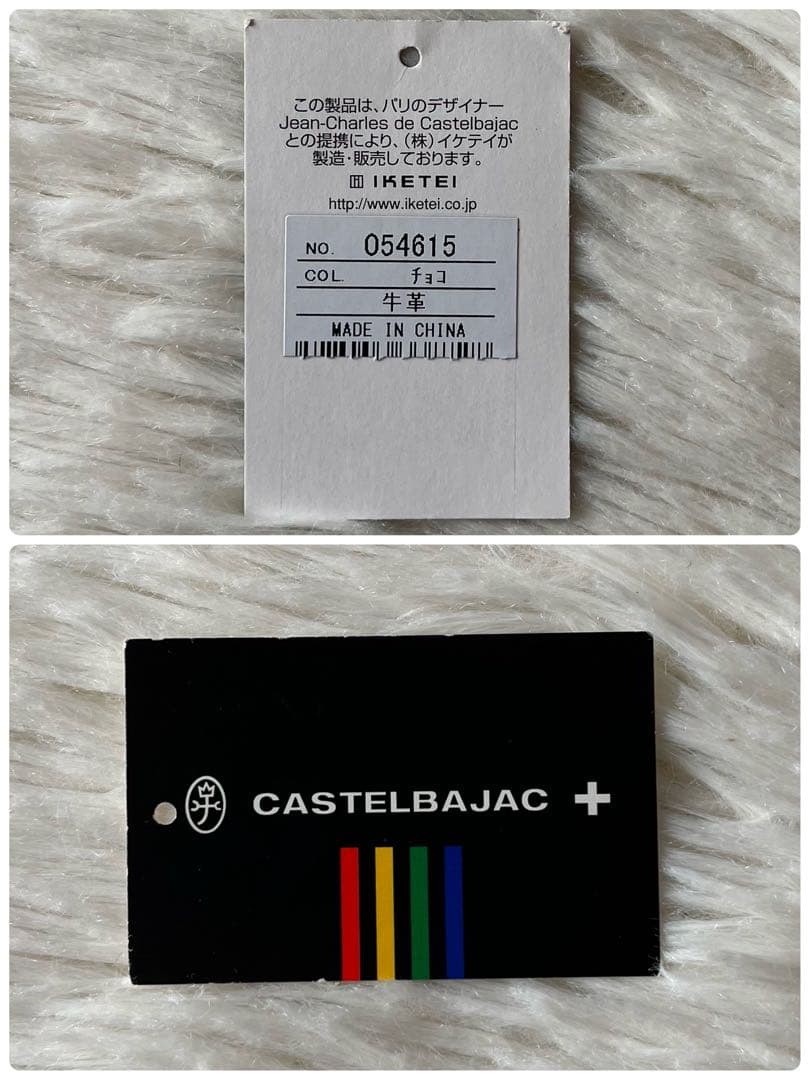 この製品は、パリのデザイナー
Jean-Charles de Castelbajac
との提携により、(株)イケテイが
製造・販売しております。
IKETEI
http://www.iketei.co.jp
NO. 054615
COL. チョコ
牛革
MADE IN CHINA
CASTELBAJAC